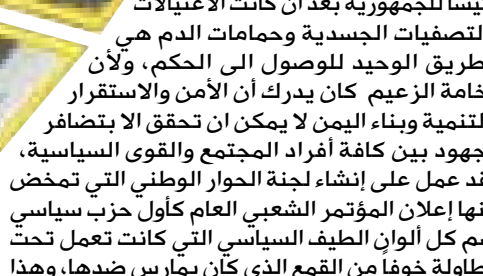 ئيساً للجمهورية بعد أن كانت الاغتيالات
لتصفيات الجسدية وحمامات الدم هي
طريق الوحيد للوصول الى الحكم، ولأن
خامة الزعيم كان يدرك أن الأمن والاستقرار
لتنمية وبناء اليمن لا يمكن ان تحقق الا بتضافر
جهود بين كافة أفراد المجتمع والقوى السياسية،
قد عمل على إنشاء لجنة الحوار الوطني التي تمخض
نها إعلان المؤتمر الشعبي العام كأول حزب سياسي
ضم كل ألوان الطيف السياسي التي كانت تعمل تحت
طاولة خوفاً من القمع الذي كان يمارس ضدها، وهذا